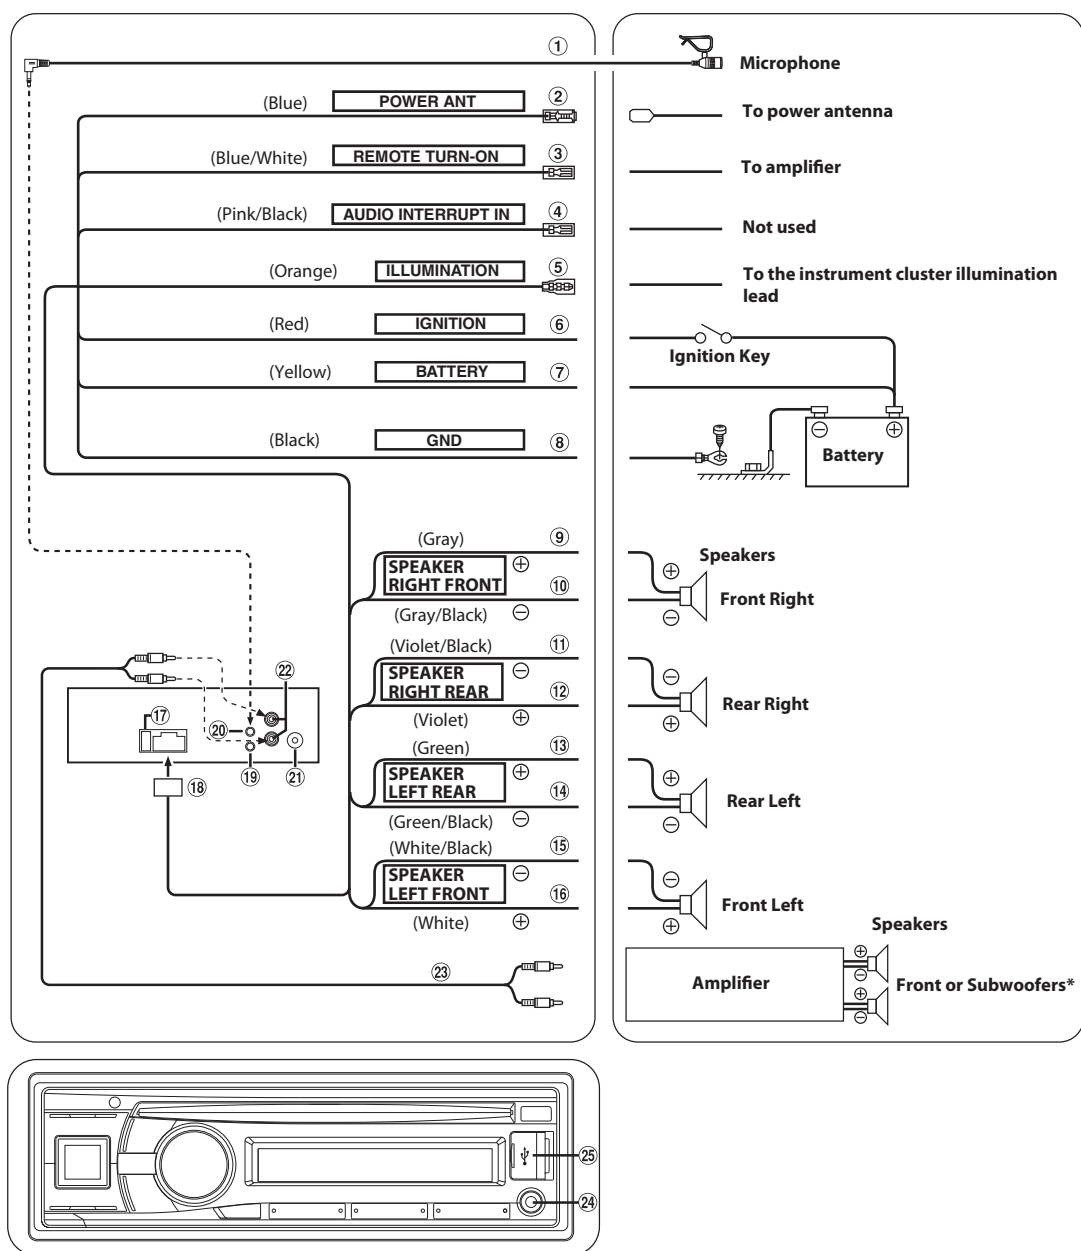 ①
Microphone
(Blue) POWER ANT ② To power antenna
(Blue/White) REMOTE TURN-ON ③ To amplifier
(Pink/Black) AUDIO INTERRUPT IN ④ Not used
(Orange) ILLUMINATION ⑤ To the instrument cluster illumination
lead
(Red) IGNITION ⑥
Ignition Key
(Yellow) BATTERY ⑦
(Black) GND ⑧
⊖ ⊕
Battery
(Gray) ⑨
SPEAKER ⊕
RIGHT FRONT ⑩
(Gray/Black) ⊖
Speakers
⊕
Front Right
⊖
(Violet/Black) ⑪
SPEAKER ⊖
RIGHT REAR ⑫
(Violet) ⊕
⊖
Rear Right
⊕
(Green) ⑬
SPEAKER ⊕
LEFT REAR ⑭
(Green/Black) ⊖
⊕
Rear Left
⊖
(White/Black) ⑮
SPEAKER ⊖
LEFT FRONT ⑯
(White) ⊕
⊖
Front Left
⊕
㉒
⑰
⑳
⑱ ⑲ ㉑
㉓
Speakers
Amplifier
⊕
⊖
⊕
⊖
Front or Subwoofers*
㉕
㉔